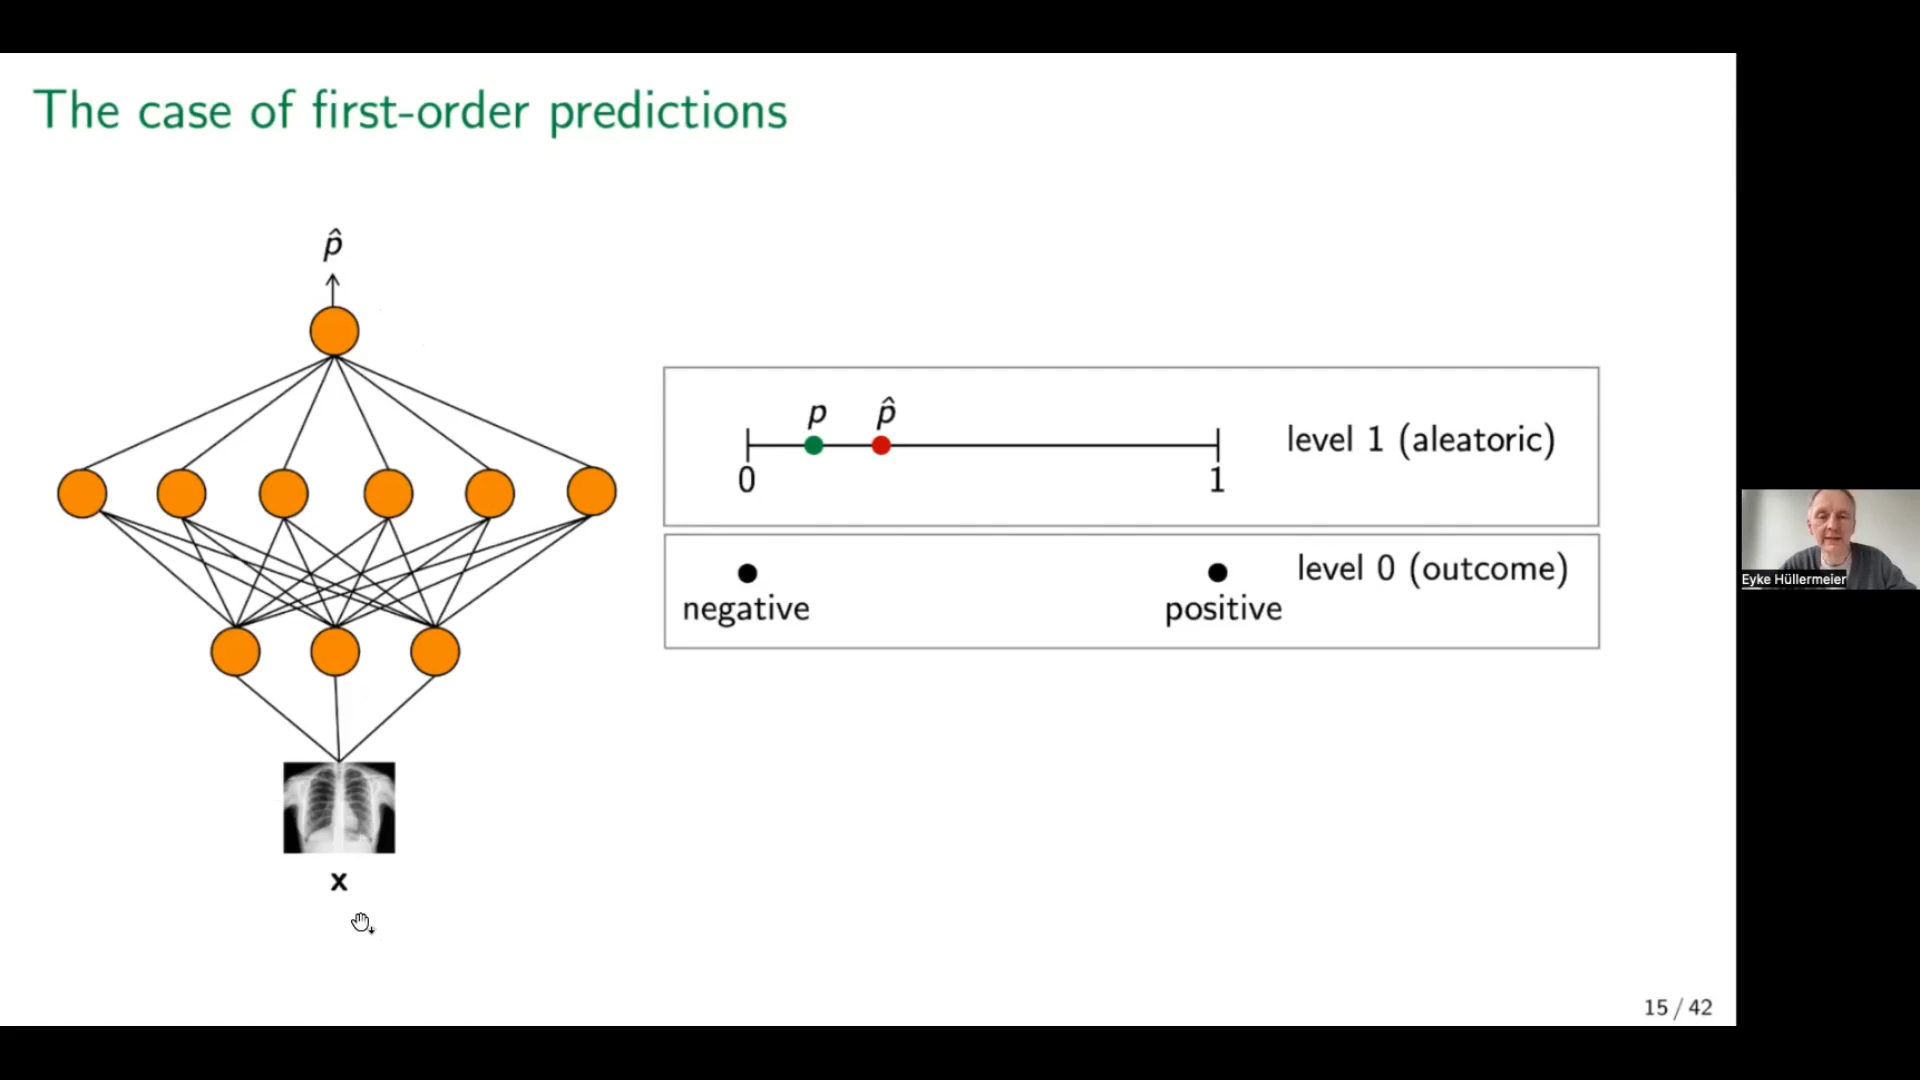 The case of first-order predictions
p̂
p p̂
level 1 (aleatoric)
0 1
level 0 (outcome)
negative positive
x
Eyke Hüllermeier
15 / 42